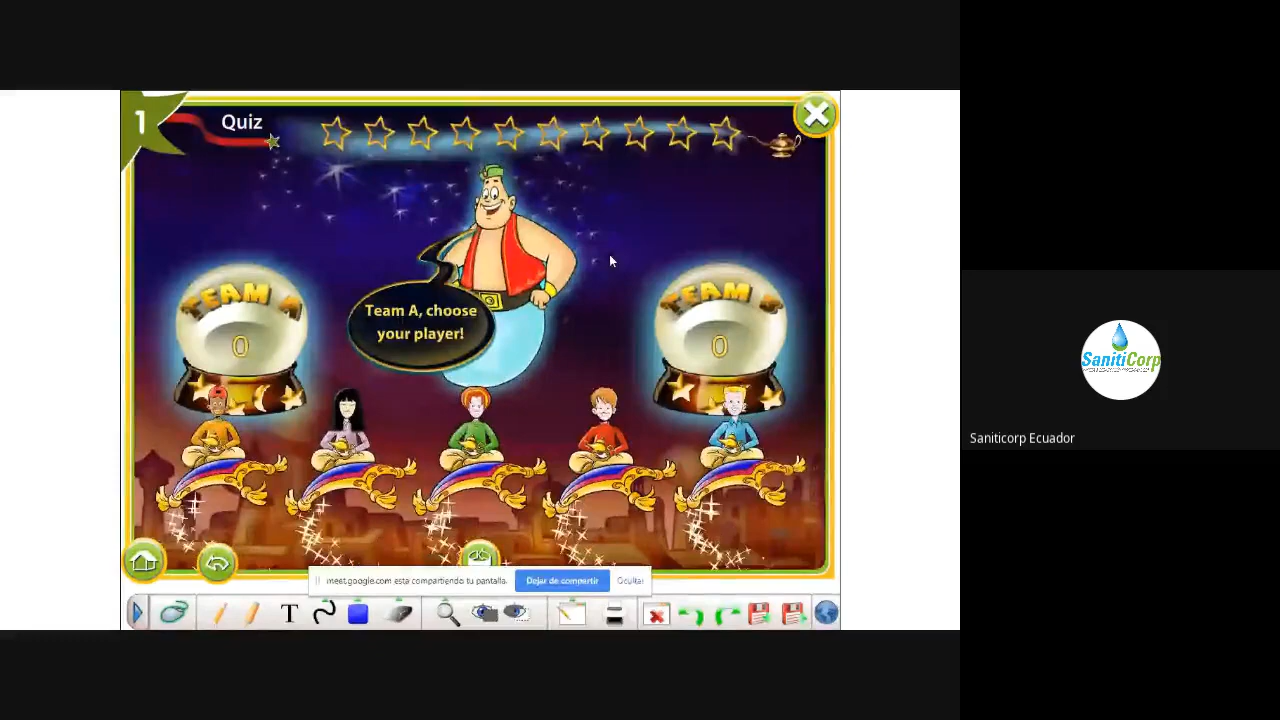 1
Quiz
TEAM A
0
Team A, choose
your player!
TEAM
0
SanitiCorp
Saniticorp Ecuador
meet.google.com está compartiendo tu pantalla.
Dejar de compartir
Ocultar
T